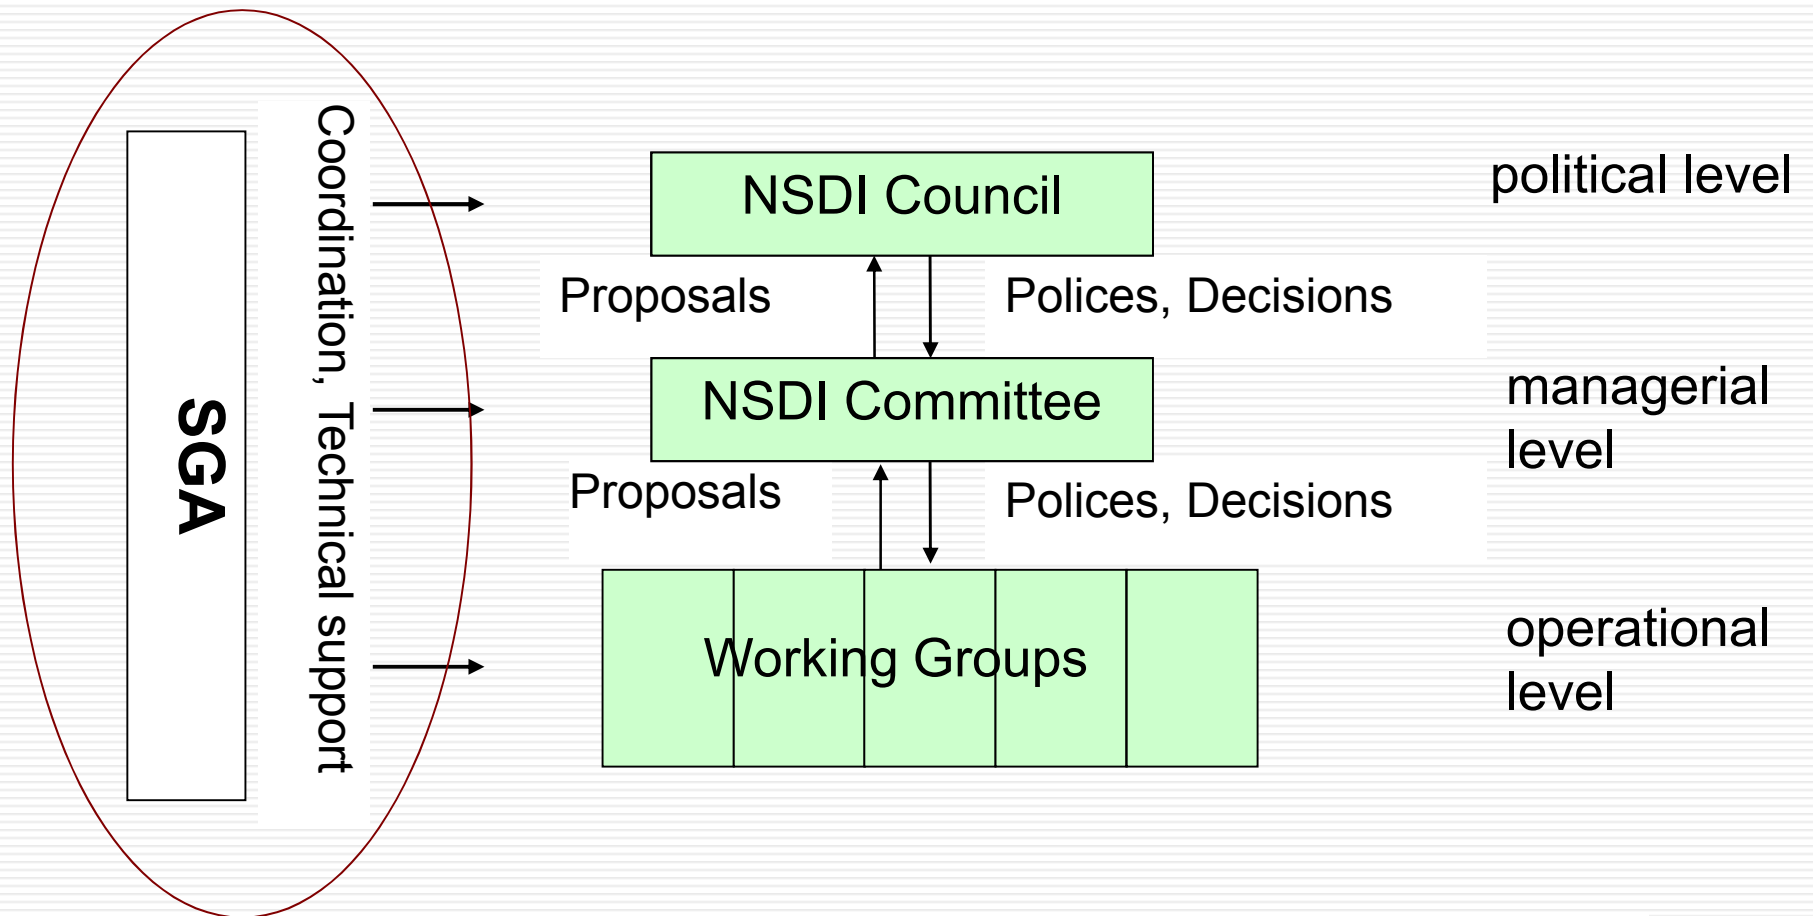 SGA
Coordination, Technical support
NSDI Council
political level
Proposals
Polices, Decisions
NSDI Committee
managerial
level
Proposals
Polices, Decisions
Working Groups
operational
level